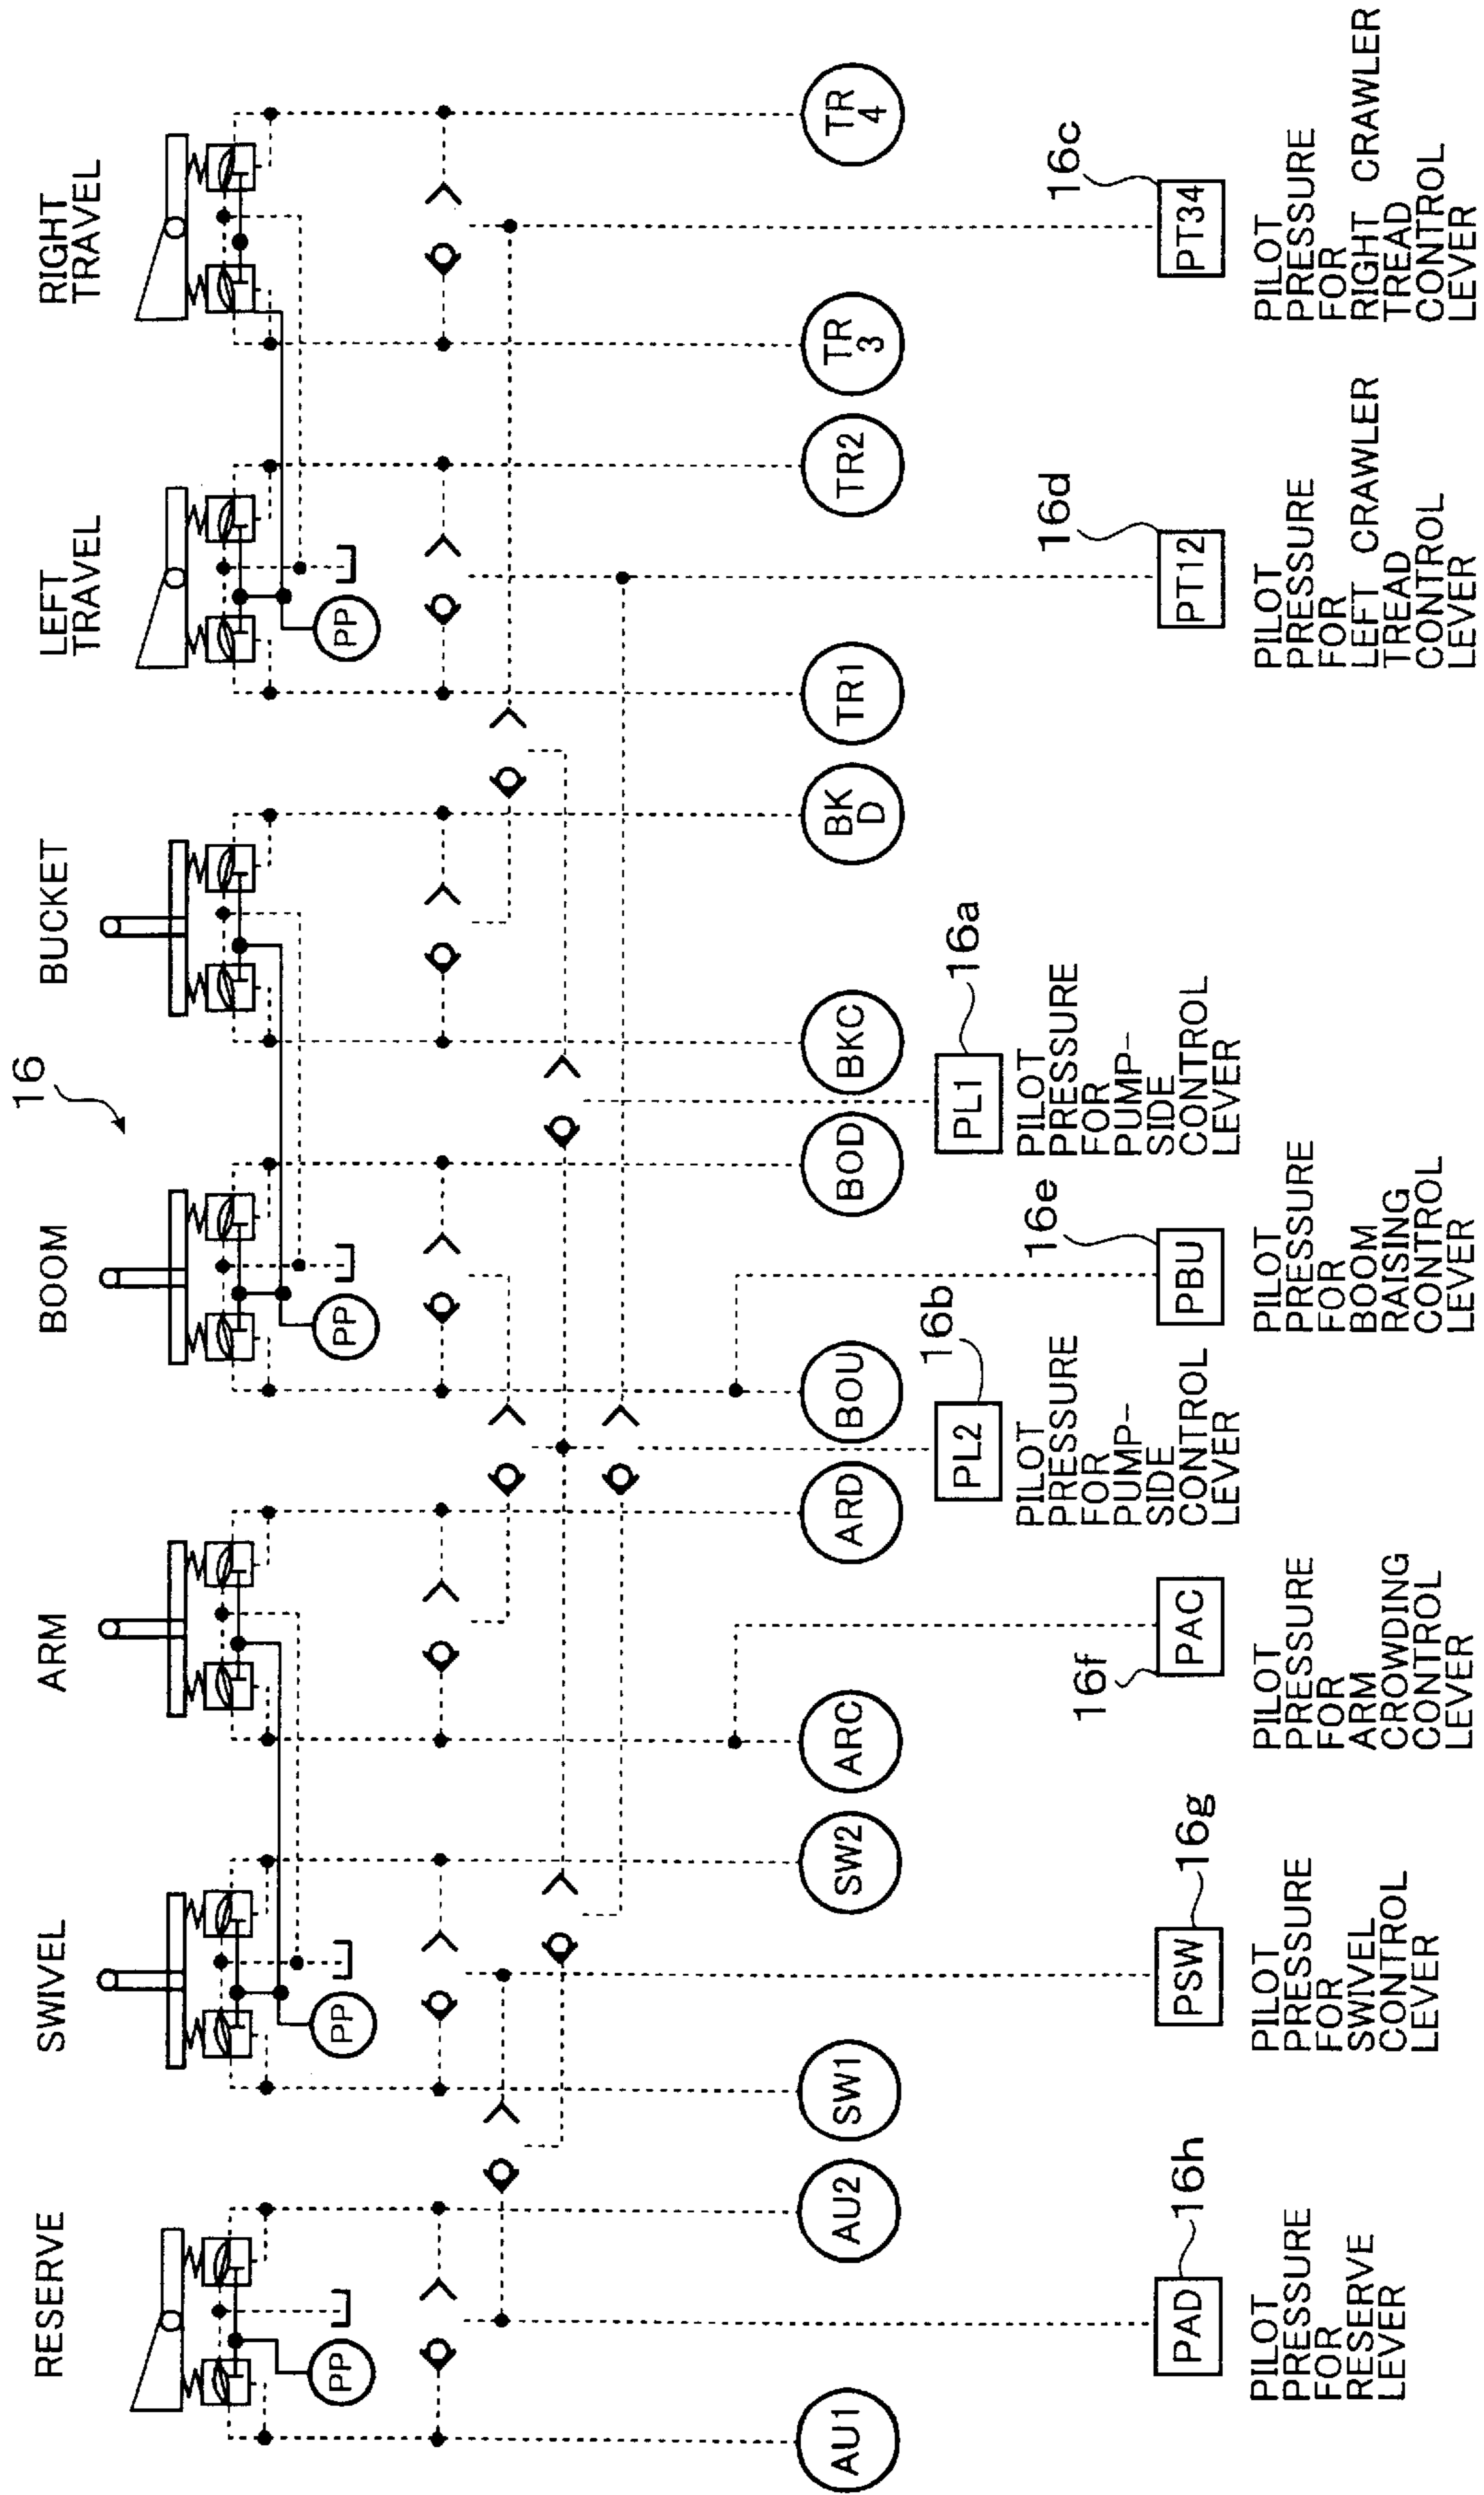 16
RESERVE
SWIVEL
ARM
BOOM
BUCKET
LEFT
TRAVEL
RIGHT
TRAVEL
PP
PP
PP
PP
AU1
AU2
SW1
SW2
ARC
ARD
BOU
BOD
BKC
BK
D
TR1
TR2
TR
3
TR
4
PL2
16b
PILOT
PRESSURE
FOR
PUMP-
SIDE
CONTROL
LEVER
PL1
16a
PILOT
PRESSURE
FOR
PUMP-
SIDE
CONTROL
LEVER
PAD
16h
PILOT
PRESSURE
FOR
RESERVE
LEVER
PSW
16g
PILOT
PRESSURE
FOR
SWIVEL
CONTROL
LEVER
PAC
16f
PILOT
PRESSURE
FOR
ARM
CROWDING
CONTROL
LEVER
PBU
16e
PILOT
PRESSURE
FOR
BOOM
RAISING
CONTROL
LEVER
PT12
16d
PILOT
PRESSURE
FOR
LEFT CRAWLER
TREAD
CONTROL
LEVER
PT34
16c
PILOT
PRESSURE
FOR
RIGHT CRAWLER
TREAD
CONTROL
LEVER